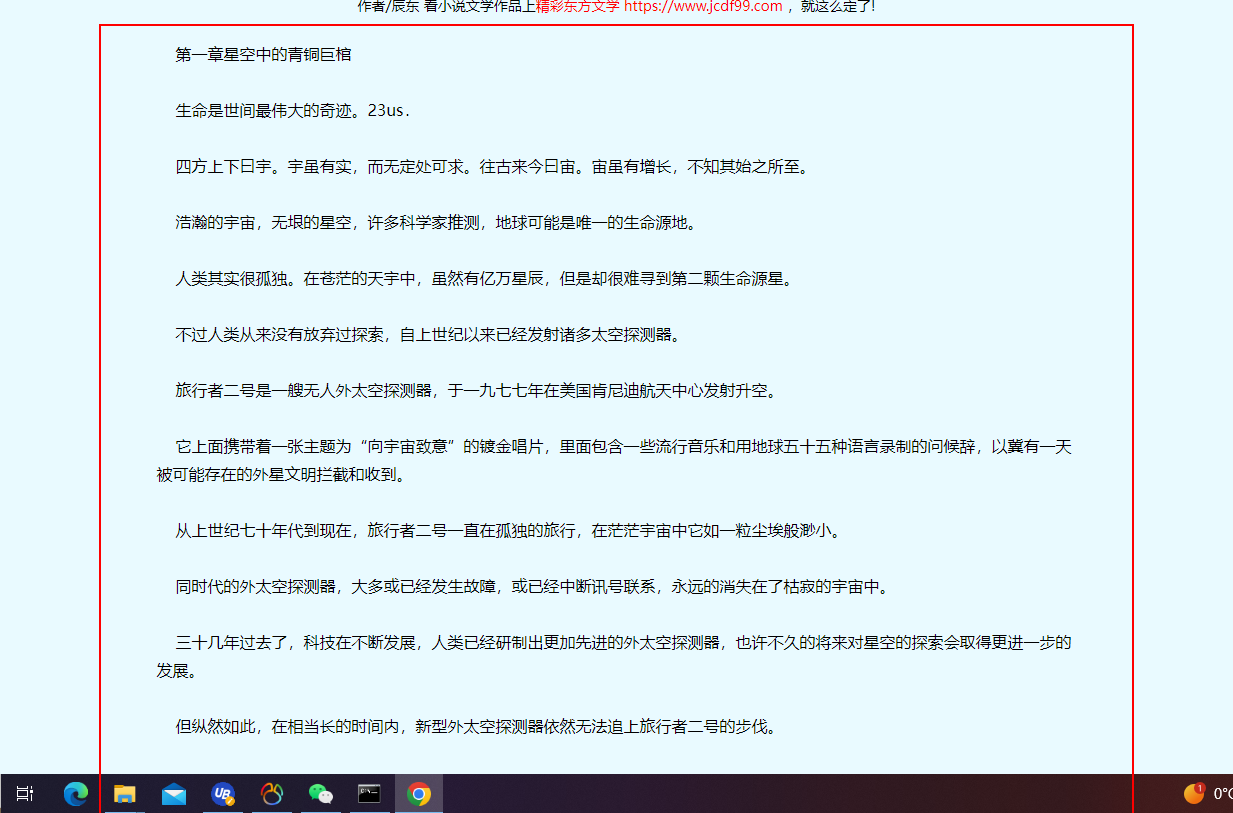 作者/辰东 看小说文学作品上精彩东方文学 https://www.jcdf99.com ，就这么定了!
第一章星空中的青铜巨棺
生命是世间最伟大的奇迹。23us．
四方上下曰宇。宇虽有实，而无定处可求。往古来今曰宙。宙虽有增长，不知其始之所至。
浩瀚的宇宙，无垠的星空，许多科学家推测，地球可能是唯一的生命源地。
人类其实很孤独。在苍茫的天宇中，虽然有亿万星辰，但是却很难寻到第二颗生命源星。
不过人类从来没有放弃过探索，自上世纪以来已经发射诸多太空探测器。
旅行者二号是一艘无人外太空探测器，于一九七七年在美国肯尼迪航天中心发射升空。
它上面携带着一张主题为“向宇宙致意”的镀金唱片，里面包含一些流行音乐和用地球五十五种语言录制的问候辞，以冀有一天
被可能存在的外星文明拦截和收到。
从上世纪七十年代到现在，旅行者二号一直在孤独的旅行，在茫茫宇宙中它如一粒尘埃般渺小。
同时代的外太空探测器，大多或已经发生故障，或已经中断讯号联系，永远的消失在了枯寂的宇宙中。
三十几年过去了，科技在不断发展，人类已经研制出更加先进的外太空探测器，也许不久的将来对星空的探索会取得更进一步的
发展。
但纵然如此，在相当长的时间内，新型外太空探测器依然无法追上旅行者二号的步伐。
UB
1
0°C